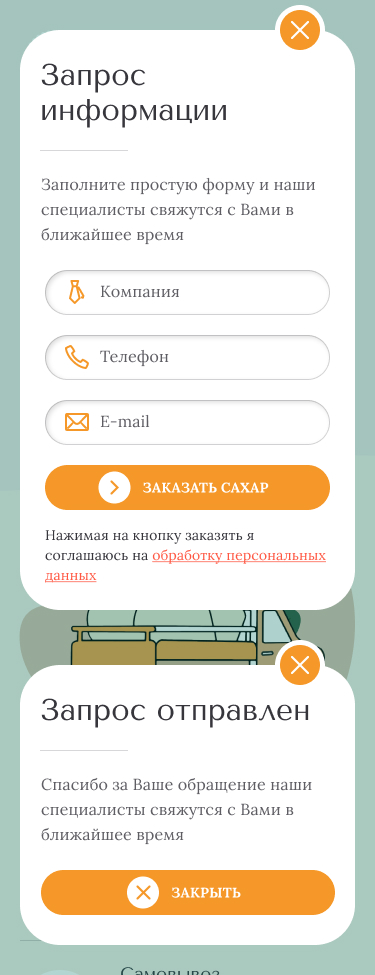 Запрос
информации
Заполните простую форму и наши
специалисты свяжутся с Вами в
ближайшее время
Компания
Телефон
E-mail
ЗАКАЗАТЬ САХАР
Нажимая на кнопку заказять я
соглашаюсь на обработку персональных
данных
Запрос отправлен
Спасибо за Ваше обращение наши
специалисты свяжутся с Вами в
ближайшее время
ЗАКРЫТЬ
Самовывоз